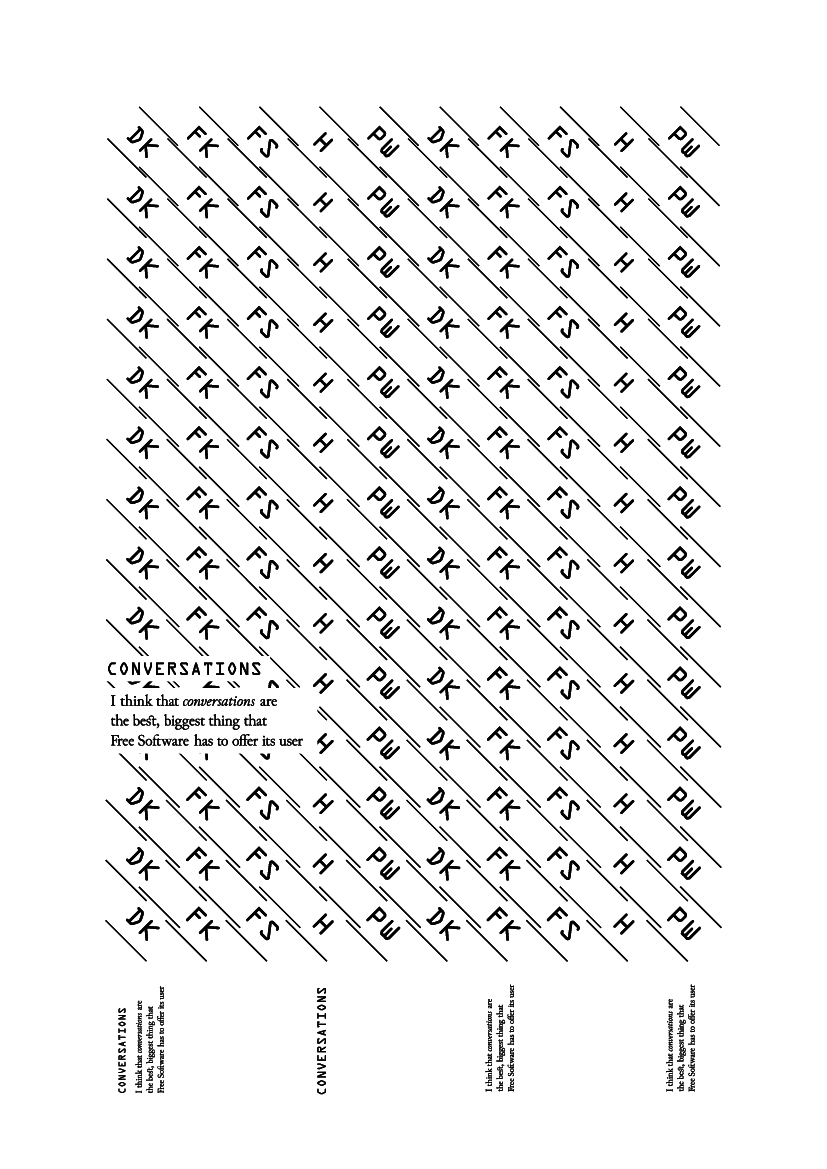 DK FK FS H PW DK FK FS H PW
DK FK FS H PW DK FK FS H PW
DK FK FS H PW DK FK FS H PW
DK FK FS H PW DK FK FS H PW
DK FK FS H PW DK FK FS H PW
DK FK FS H PW DK FK FS H PW
DK FK FS H PW DK FK FS H PW
DK FK FS H PW DK FK FS H PW
DK FK FS H PW DK FK FS H PW
CONVERSATIONS
H PW DK FK FS H PW
I think that conversations are
the best, biggest thing that
Free Software has to offer its user
H PW DK FK FS H PW
DK FK FS H PW DK FK FS H PW
DK FK FS H PW DK FK FS H PW
DK FK FS H PW DK FK FS H PW
CONVERSATIONS
I think that conversations are
the best, biggest thing that
Free Software has to offer its user
CONVERSATIONS
I think that conversations are
the best, biggest thing that
Free Software has to offer its user
I think that conversations are
the best, biggest thing that
Free Software has to offer its user